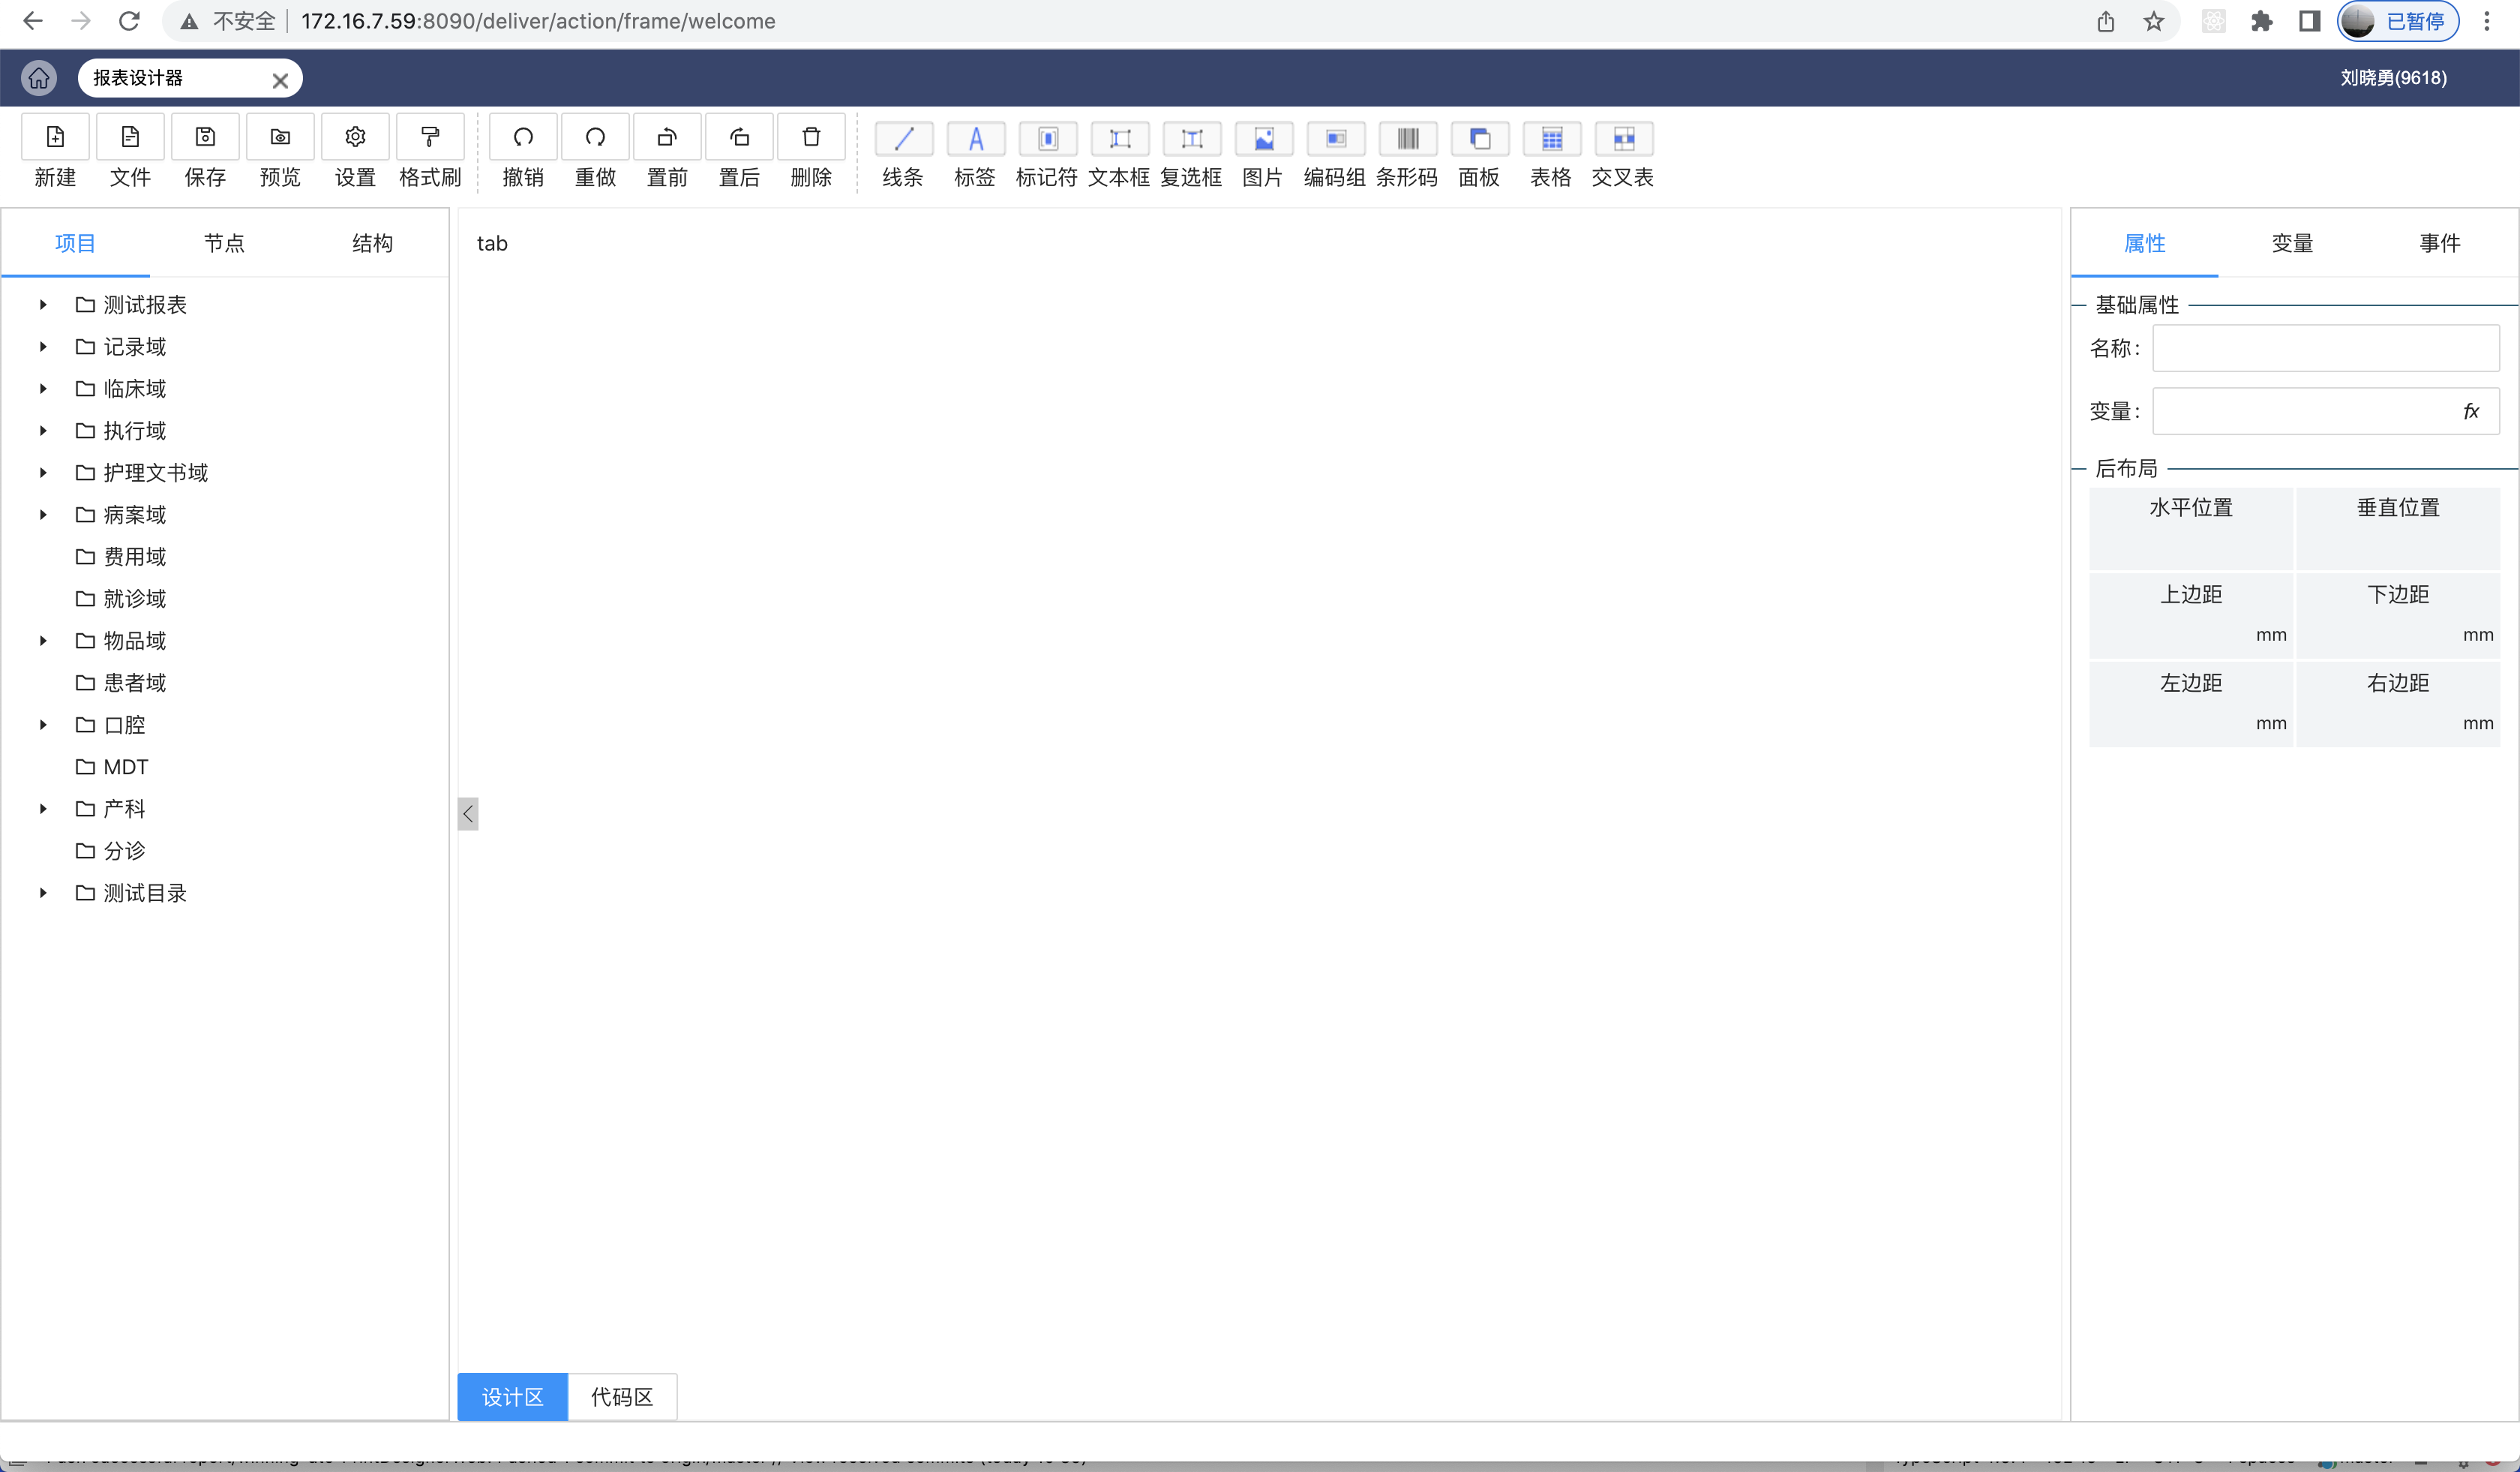 不安全 172.16.7.59:8090/deliver/action/frame/welcome 已暂停
报表设计器 刘晓勇(9618)
新建 文件 保存 预览 设置 格式刷 撤销 重做 置前 置后 删除 线条 标签 标记符 文本框 复选框 图片 编码组 条形码 面板 表格 交叉表
项目 节点 结构
测试报表
记录域
临床域
执行域
护理文书域
病案域
费用域
就诊域
物品域
患者域
口腔
MDT
产科
分诊
测试目录
tab
设计区 代码区
属性 变量 事件
基础属性
名称:
变量: fx
后布局
水平位置 垂直位置
上边距 下边距
mm mm
左边距 右边距
mm mm